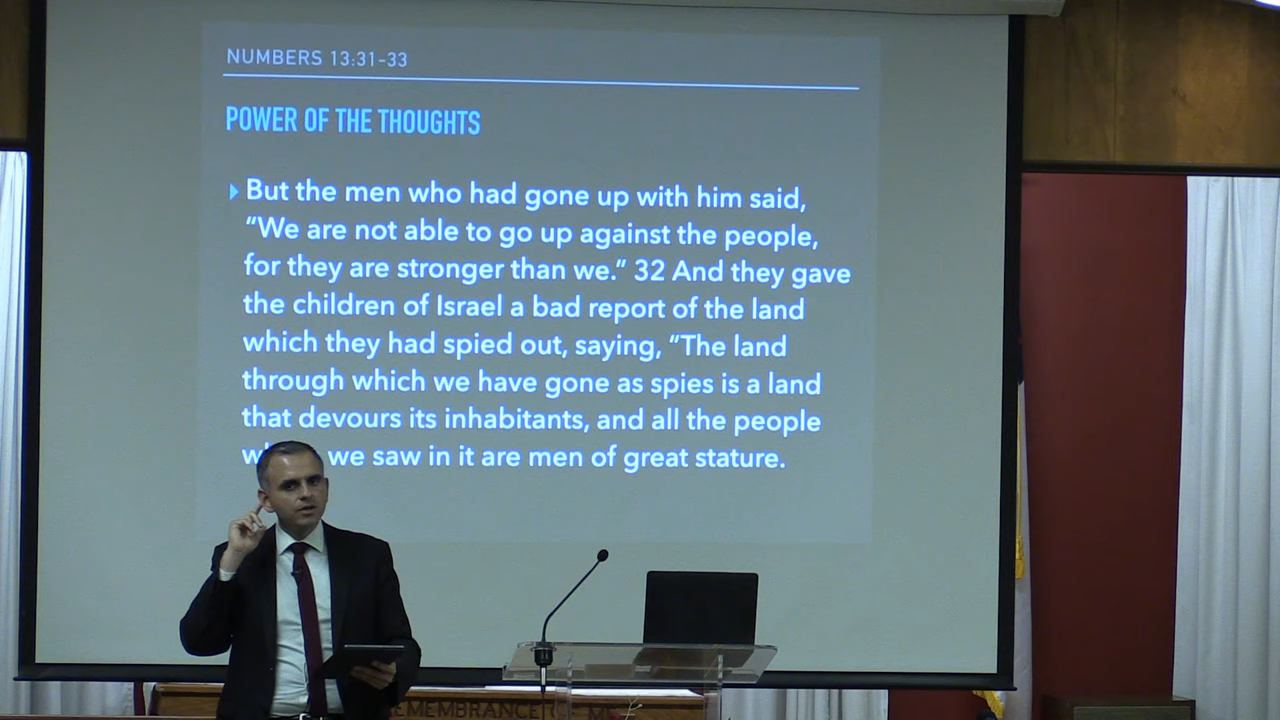 NUMBERS 13:31-33
POWER OF THE THOUGHTS
But the men who had gone up with him said,
“We are not able to go up against the people,
for they are stronger than we.” 32 And they gave
the children of Israel a bad report of the land
which they had spied out, saying, “The land
through which we have gone as spies is a land
that devours its inhabitants, and all the people
we saw in it are men of great stature.
REMEMBRANCE OF ME